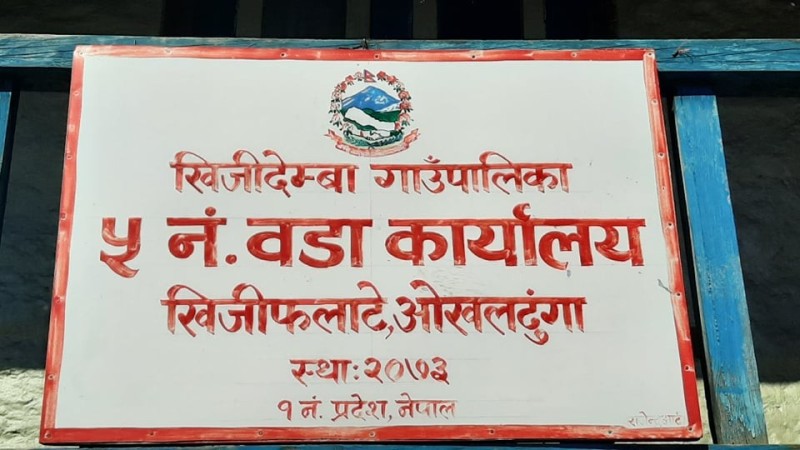 खिजीदेम्बा गाउँपालिका
५ नं. वडा कार्यालय
खिजीफलाटे, ओखलढुंगा
स्था: २०७३
१ नं. प्रदेश, नेपाल